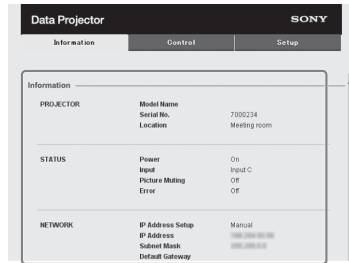 Data Projector SONY
Information Control Setup
Information
PROJECTOR Model Name
Serial No. 7000234
Location Meeting room
STATUS Power On
Input Input C
Picture Muting Off
Error Off
NETWORK IP Address Setup Manual
IP Address
Subnet Mask
Default Gateway